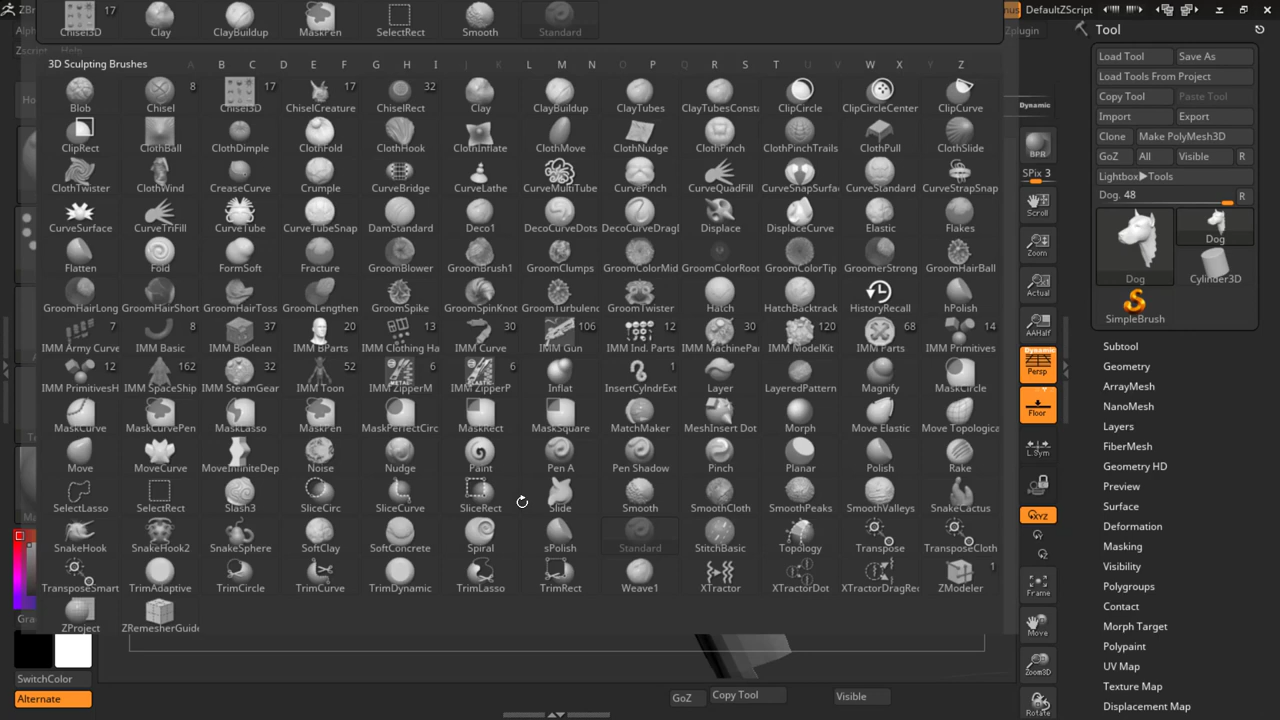 17
Chisel3D Clay ClayBuildup MaskPen SelectRect Smooth Standard
DefaultZScript
Zplugin
Zscript Help
3D Sculpting Brushes A B C D E F G H I J K L M N O P Q R S T U V W X Y Z
8 17 17 32
Blob Chisel Chisel3D ChiselCreature ChiselRect Clay ClayBuildup ClayTubes ClayTubesConsta ClipCircle ClipCircleCenter ClipCurve
ClipRect ClothBall ClothDimple ClothFold ClothHook ClothInflate ClothMove ClothNudge ClothPinch ClothPinchTrails ClothPull ClothSlide
ClothTwister ClothWind CreaseCurve Crumple CurveBridge CurveLathe CurveMultiTube CurvePinch CurveQuadFill CurveSnapSurfa CurveStandard CurveStrapSnap
CurveSurface CurveTriFill CurveTube CurveTubeSnap DamStandard Deco1 DecoCurveDots DecoCurveDragl Displace DisplaceCurve Elastic Flakes
Flatten Fold FormSoft Fracture GroomBlower GroomBrush1 GroomClumps GroomColorMid GroomColorRoot GroomColorTip GroomerStrong GroomHairBall
GroomHairLong GroomHairShort GroomHairToss GroomLengthen GroomSpike GroomSpinKnot GroomTurbulenc GroomTwister Hatch HatchBacktrack HistoryRecall hPolish
7 8 37 20 13 30 106 12 30 120 68 14
IMM Army Curve IMM Basic IMM Boolean IMM BParts IMM Clothing Ha IMM Curve IMM Gun IMM Ind. Parts IMM MachinePar IMM ModelKit IMM Parts IMM Primitives
12 162 32 52 6 6 1
IMM PrimitivesH IMM SpaceShip IMM SteamGear IMM Toon IMM ZipperM IMM ZipperP Inflat InsertCylndrExt Layer LayeredPattern Magnify MaskCircle
MaskCurve MaskCurvePen MaskLasso MaskPen MaskPerfectCirc MaskRect MaskSquare MatchMaker MeshInsert Dot Morph Move Elastic Move Topologica
Move MoveCurve MoveInfiniteDep Noise Nudge Paint Pen A Pen Shadow Pinch Planar Polish Rake
SelectLasso SelectRect Slash3 SliceCirc SliceCurve SliceRect Slide Smooth SmoothCloth SmoothPeaks SmoothValleys SnakeCactus
SnakeHook SnakeHook2 SnakeSphere SoftClay SoftConcrete Spiral sPolish Standard StitchBasic Topology Transpose TransposeCloth
1
TransposeSmart TrimAdaptive TrimCircle TrimCurve TrimDynamic TrimLasso TrimRect Weave1 XTractor XTractorDot XTractorDragRec ZModeler
ZProject ZRemesherGuide
SwitchColor
Alternate
GoZ Copy Tool Visible
Dynamic
BPR
SPix 3
Scroll
Zoom
Actual
AAHalf
Dynamic
Persp
Floor
L.Sym
XYZ
Frame
Move
Zoom3D
Rotate
Tool
Load Tool Save As
Load Tools From Project
Copy Tool Paste Tool
Import Export
Clone Make PolyMesh3D
GoZ All Visible R
Lightbox▶Tools
Dog. 48 R
Dog
Dog Cylinder3D
SimpleBrush
Subtool
Geometry
ArrayMesh
NanoMesh
Layers
FiberMesh
Geometry HD
Preview
Surface
Deformation
Masking
Visibility
Polygroups
Contact
Morph Target
Polypaint
UV Map
Texture Map
Displacement Map